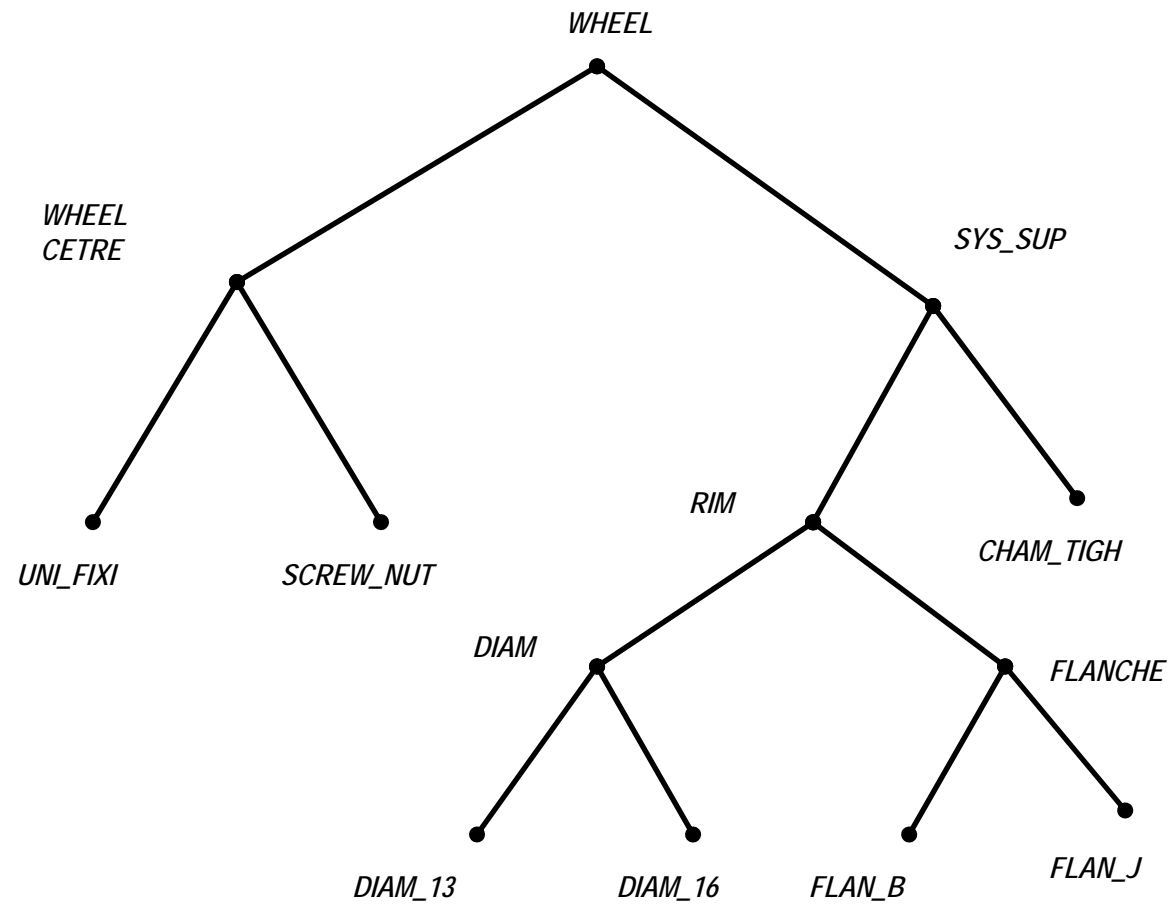 WHEEL
WHEEL
CETRE
SYS_SUP
RIM
CHAM_TIGH
UNI_FIXI
SCREW_NUT
DIAM
FLANCHE
DIAM_13
DIAM_16
FLAN_B
FLAN_J